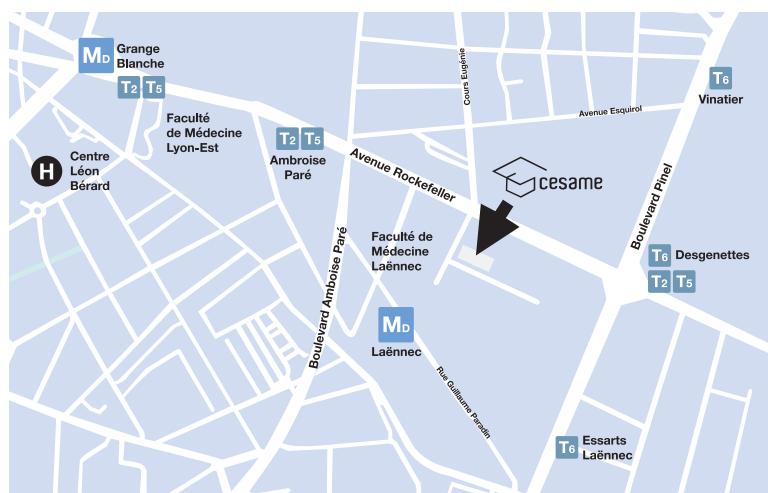 MD
Grange
Blanche
T2 T5
Faculté
de Médecine
Lyon-Est
H
Centre
Léon
Bérard
T2 T5
Ambroise
Paré
Avenue Rockefeller
Cours Eugénie
Avenue Esquirol
T6
Vinatier
cesame
Boulevard Pinel
Faculté de
Médecine
Laënnec
T6 Desgenettes
T2 T5
Boulevard Amboise Paré
MD
Laënnec
Rue Guillaume Paradin
T6
Essarts
Laënnec